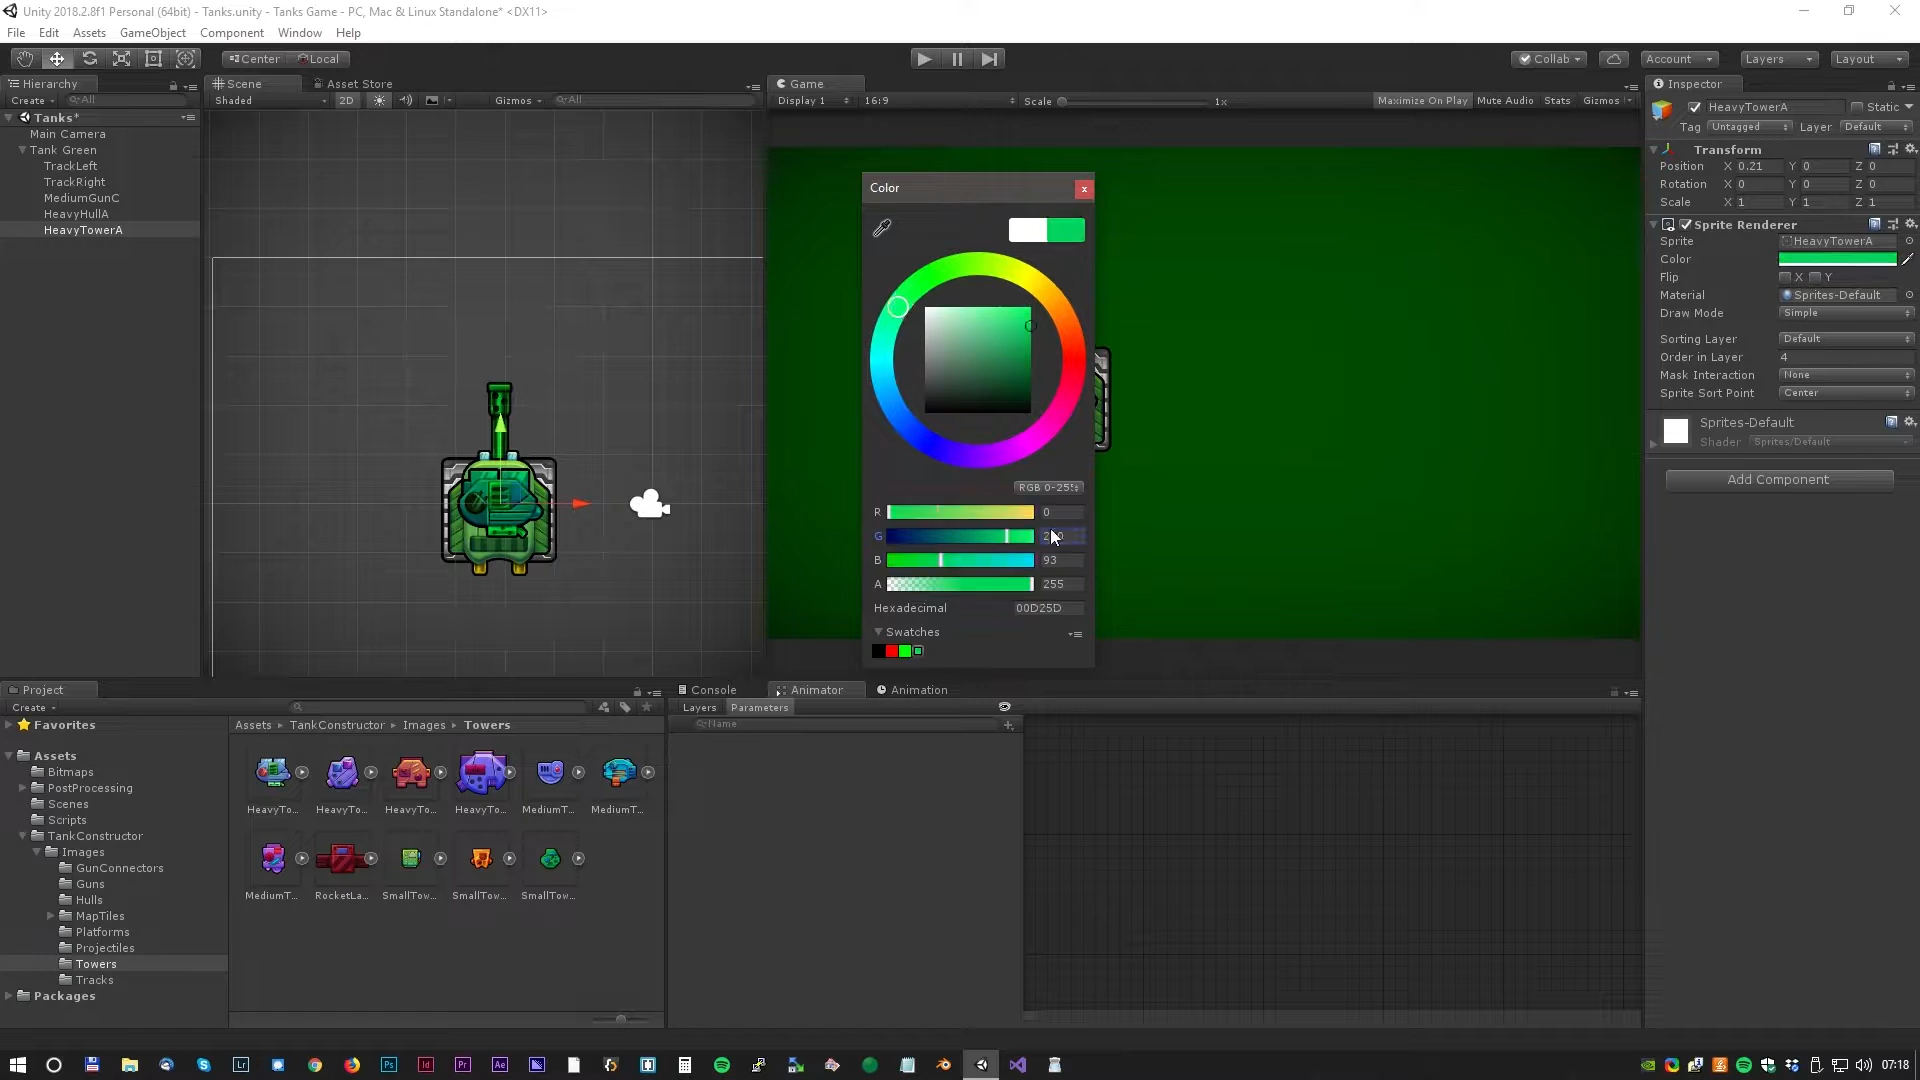 Unity 2018.2.8f1 Personal (64bit) - Tanks.unity - Tanks Game - PC, Mac & Linux Standalone* <DX11>
File Edit Assets GameObject Component Window Help
Center Local Collab Account Layers Layout
Hierarchy
Create All
Tanks*
Main Camera
Tank Green
TrackLeft
TrackRight
MediumGunC
HeavyHullA
HeavyTowerA
Scene Asset Store
Shaded 2D Gizmos All
Game
Display 1 16:9 Scale 1x Maximize On Play Mute Audio Stats Gizmos
Color
x
RGB 0-255
R 0
G
B 93
A 255
Hexadecimal 00D25D
Swatches
Inspector
HeavyTowerA Static
Tag Untagged Layer Default
Transform
Position X 0.21 Y 0 Z 0
Rotation X 0 Y 0 Z 0
Scale X 1 Y 1 Z 1
Sprite Renderer
Sprite HeavyTowerA
Color
Flip X Y
Material Sprites-Default
Draw Mode Simple
Sorting Layer Default
Order in Layer 4
Mask Interaction None
Sprite Sort Point Center
Sprites-Default
Shader Sprites/Default
Add Component
Project
Create
Favorites
Assets
Bitmaps
PostProcessing
Scenes
Scripts
TankConstructor
Images
GunConnectors
Guns
Hulls
MapTiles
Platforms
Projectiles
Towers
Tracks
Packages
Assets TankConstructor Images Towers
HeavyTo... HeavyTo... HeavyTo... HeavyTo... MediumT... MediumT...
MediumT... RocketLa... SmallTow... SmallTow... SmallTow...
Console Animator Animation
Layers Parameters
Name
Lr Ps Id Pr Ae
07:18